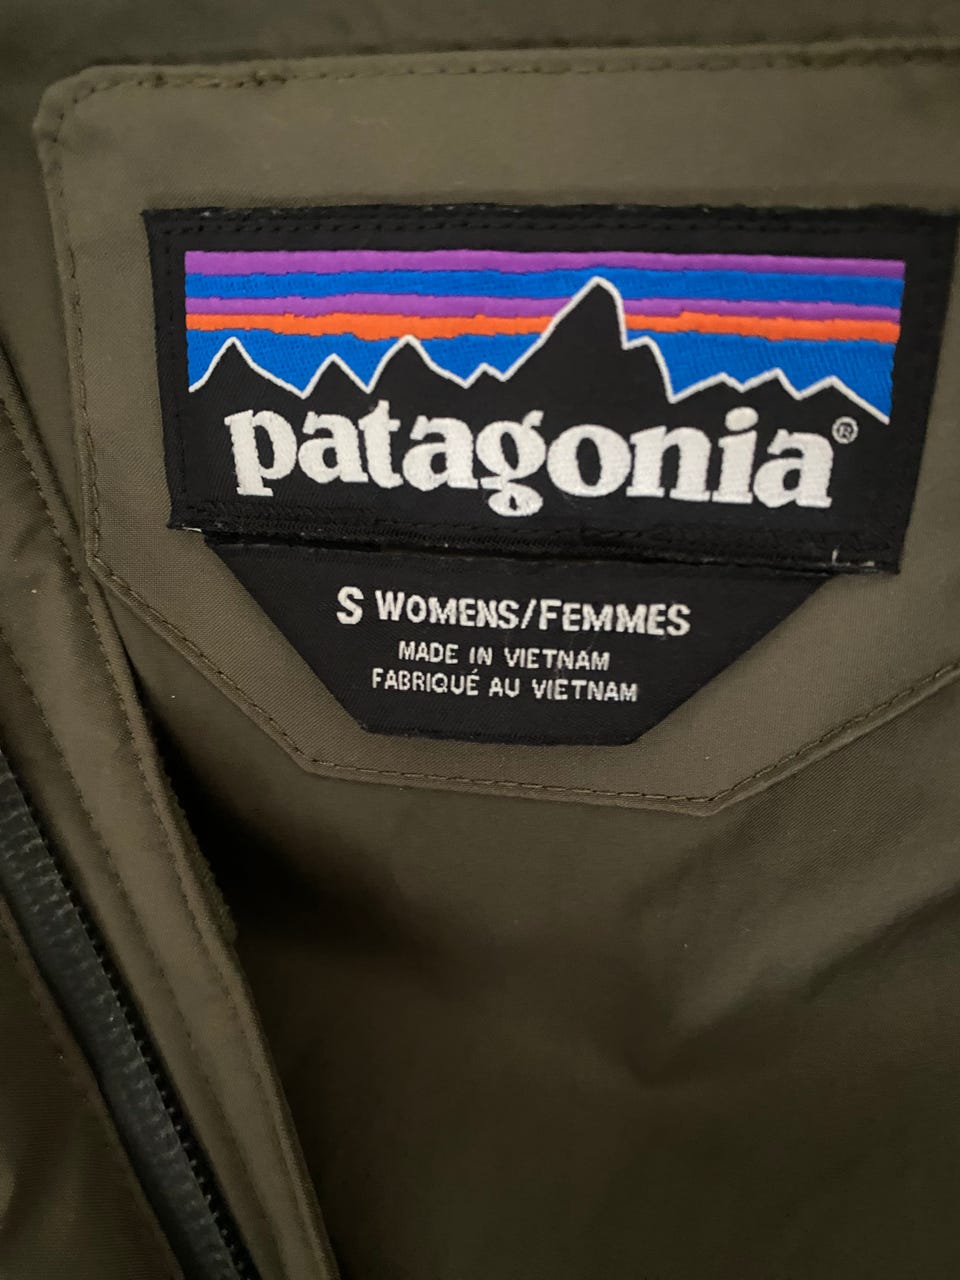 patagonia®
S WOMENS/FEMMES
MADE IN VIETNAM
FABRIQUÉ AU VIETNAM